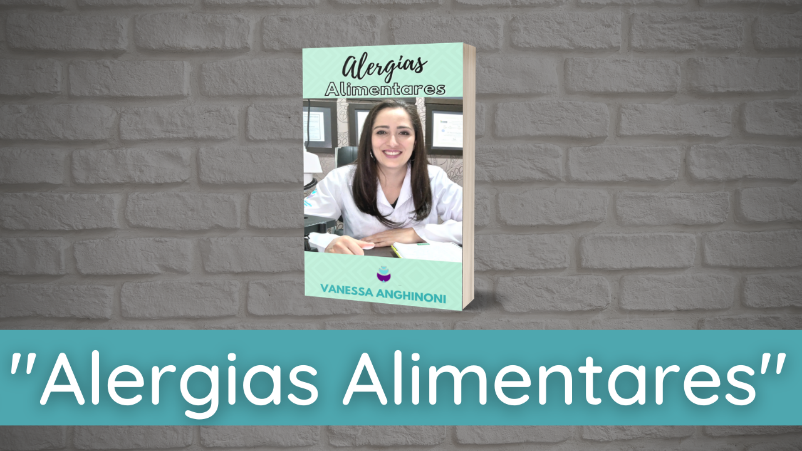 Alergias
Alimentares
VANESSA ANGHINONI
"Alergias Alimentares"